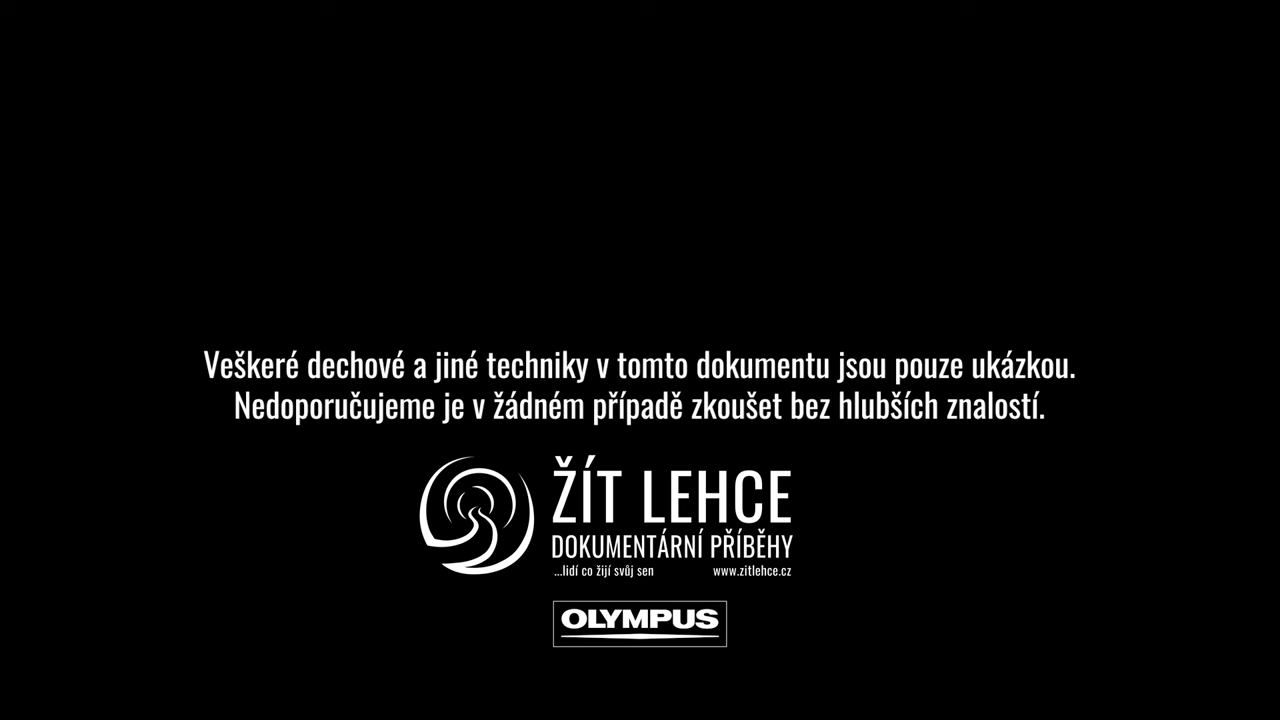 Veškeré dechové a jiné techniky v tomto dokumentu jsou pouze ukázkou.
Nedoporučujeme je v žádném případě zkoušet bez hlubších znalostí.
ŽÍT LEHCE
DOKUMENTÁRNÍ PŘÍBĚHY
...lidí co žijí svůj sen www.zitlehce.cz
OLYMPUS